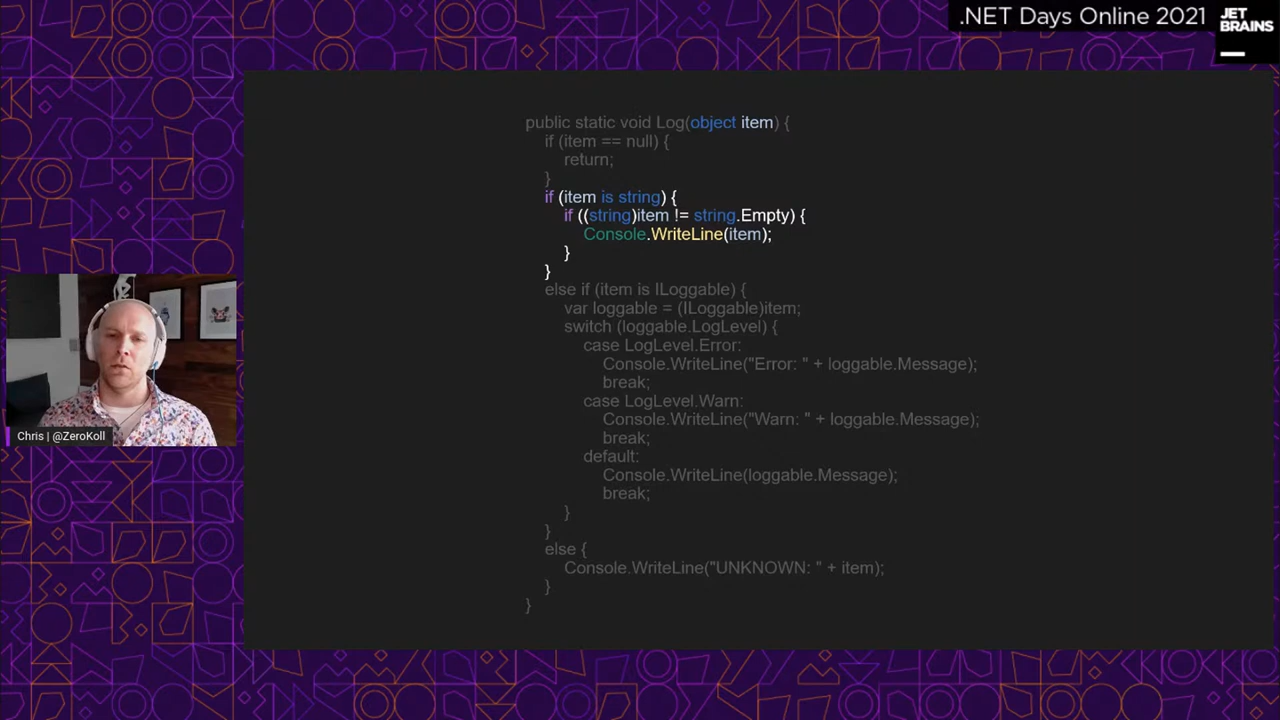 .NET Days Online 2021
JET
BRAINS
public static void Log(object item) {
if (item == null) {
return;
}
if (item is string) {
if ((string)item != string.Empty) {
Console.WriteLine(item);
}
}
else if (item is ILoggable) {
var loggable = (ILoggable)item;
switch (loggable.LogLevel) {
case LogLevel.Error:
Console.WriteLine("Error: " + loggable.Message);
break;
case LogLevel.Warn:
Console.WriteLine("Warn: " + loggable.Message);
break;
default:
Console.WriteLine(loggable.Message);
break;
}
}
else {
Console.WriteLine("UNKNOWN: " + item);
}
}
Chris | @ZeroKoll